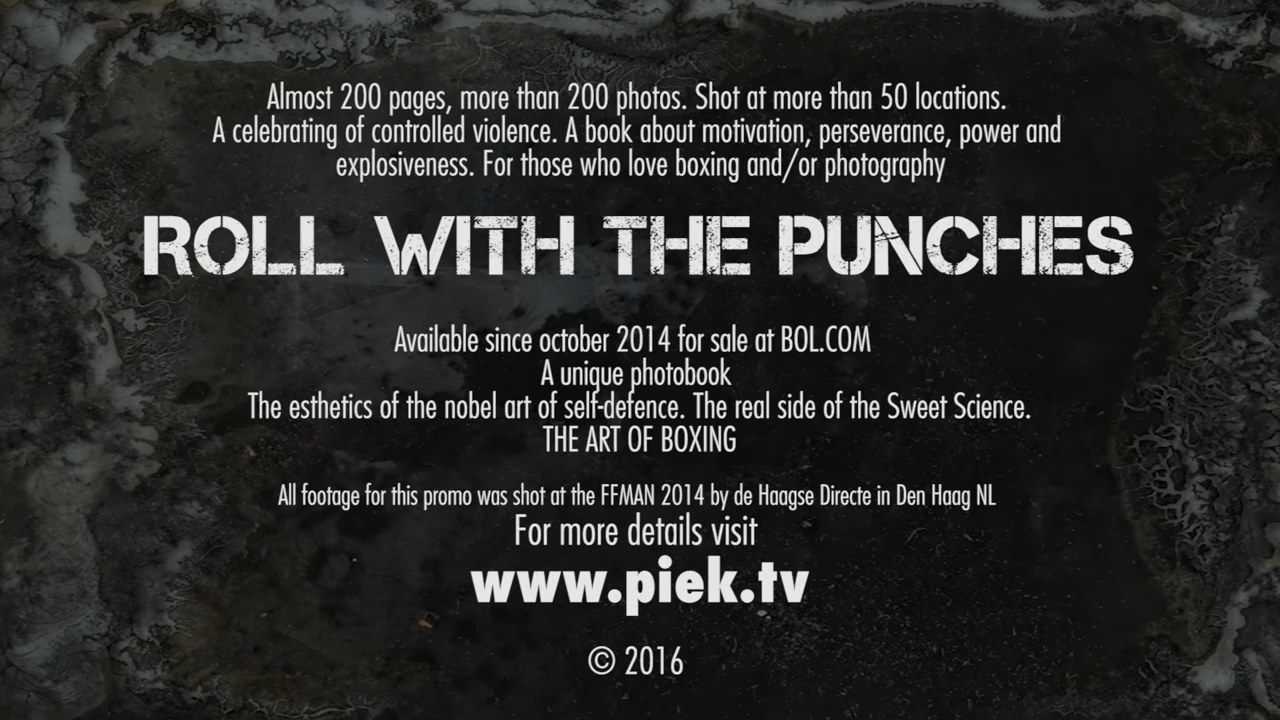 Almost 200 pages, more than 200 photos. Shot at more than 50 locations.
A celebrating of controlled violence. A book about motivation, perseverance, power and
explosiveness. For those who love boxing and/or photography
ROLL WITH THE PUNCHES
Available since october 2014 for sale at BOL.COM
A unique photobook
The esthetics of the nobel art of self-defence. The real side of the Sweet Science.
THE ART OF BOXING
All footage for this promo was shot at the FFMAN 2014 by de Haagse Directe in Den Haag NL
For more details visit
www.piek.tv
© 2016